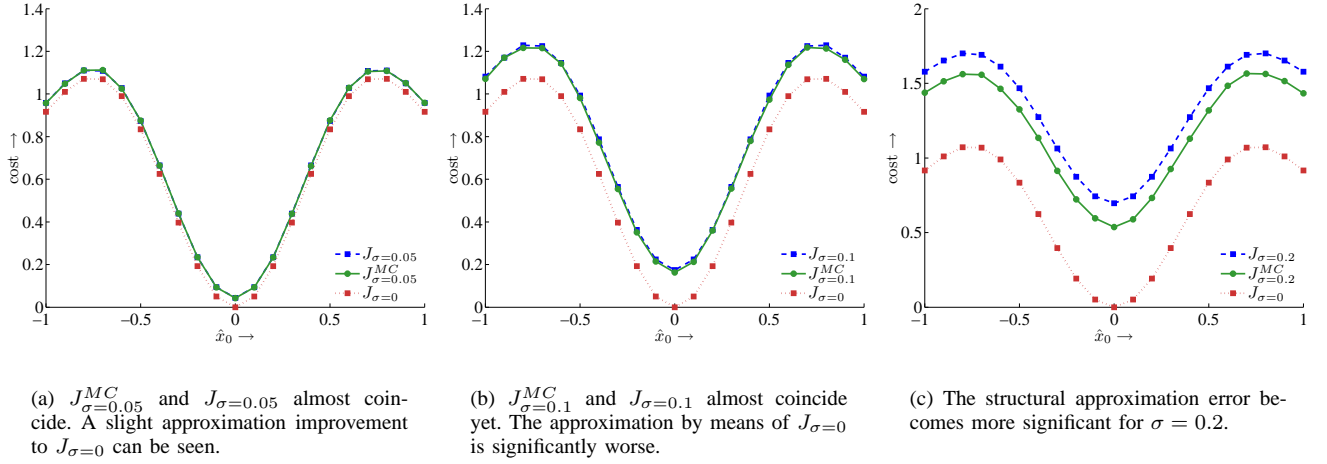 1.4
1.2
1
0.8
0.6
0.4
0.2
0
cost →
−1 −0.5 0 0.5 1
x̂₀ →
J_{σ=0.05}
J^{MC}_{σ=0.05}
J_{σ=0}
1.4
1.2
1
0.8
0.6
0.4
0.2
0
cost →
−1 −0.5 0 0.5 1
x̂₀ →
J_{σ=0.1}
J^{MC}_{σ=0.1}
J_{σ=0}
2
1.5
1
0.5
0
cost →
−1 −0.5 0 0.5 1
x̂₀ →
J_{σ=0.2}
J^{MC}_{σ=0.2}
J_{σ=0}
(a) J^{MC}_{σ=0.05} and J_{σ=0.05} almost coin-
cide. A slight approximation improvement
to J_{σ=0} can be seen.
(b) J^{MC}_{σ=0.1} and J_{σ=0.1} almost coincide
yet. The approximation by means of J_{σ=0}
is significantly worse.
(c) The structural approximation error be-
comes more significant for σ = 0.2.